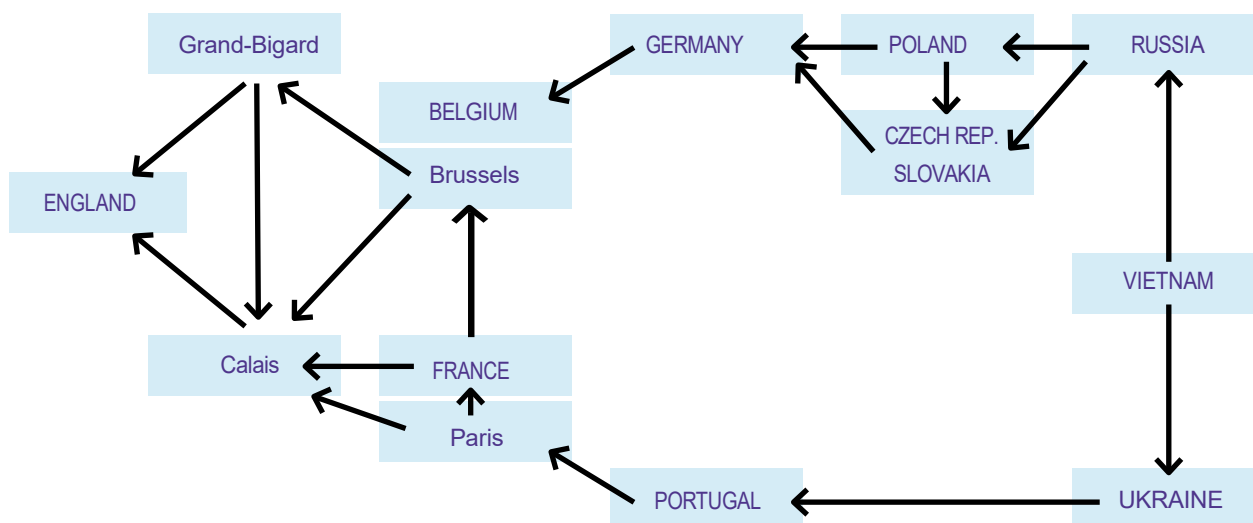 Grand-Bigard
GERMANY
POLAND
RUSSIA
BELGIUM
CZECH REP.
SLOVAKIA
Brussels
ENGLAND
VIETNAM
Calais
FRANCE
Paris
PORTUGAL
UKRAINE